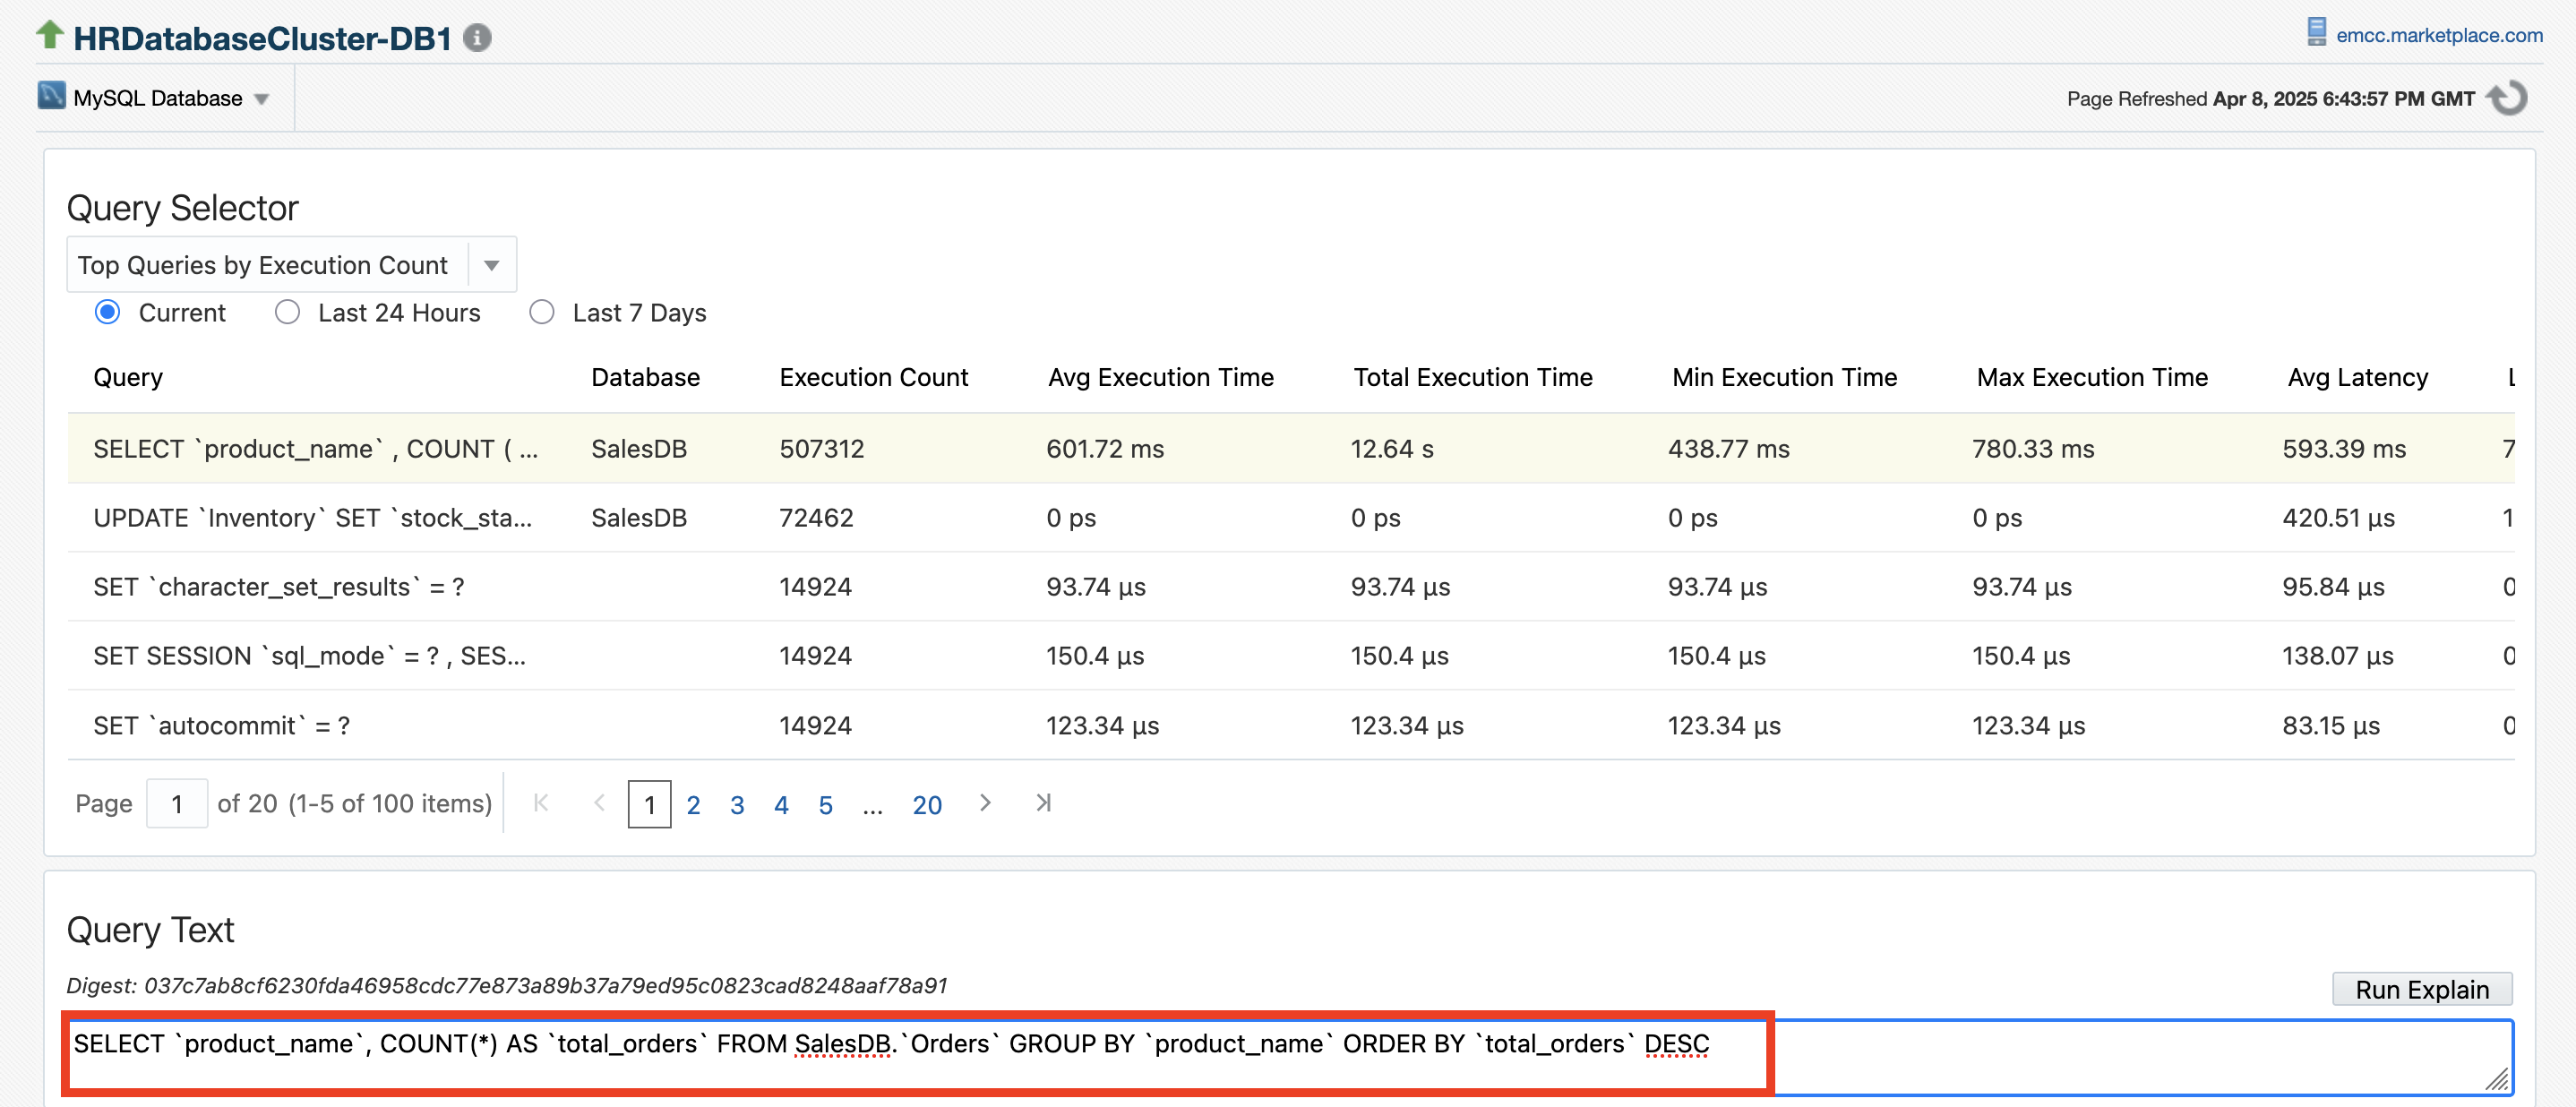 HRDatabaseCluster-DB1
emcc.marketplace.com
MySQL Database
Page Refreshed Apr 8, 2025 6:43:57 PM GMT
Query Selector
Top Queries by Execution Count
Current Last 24 Hours Last 7 Days
Query Database Execution Count Avg Execution Time Total Execution Time Min Execution Time Max Execution Time Avg Latency
SELECT `product_name` , COUNT ( ... SalesDB 507312 601.72 ms 12.64 s 438.77 ms 780.33 ms 593.39 ms 7
UPDATE `Inventory` SET `stock_sta... SalesDB 72462 0 ps 0 ps 0 ps 0 ps 420.51 µs 1
SET `character_set_results` = ? 14924 93.74 µs 93.74 µs 93.74 µs 93.74 µs 95.84 µs 0
SET SESSION `sql_mode` = ? , SES... 14924 150.4 µs 150.4 µs 150.4 µs 150.4 µs 138.07 µs 0
SET `autocommit` = ? 14924 123.34 µs 123.34 µs 123.34 µs 123.34 µs 83.15 µs 0
Page 1 of 20 (1-5 of 100 items) 1 2 3 4 5 ... 20
Query Text
Digest: 037c7ab8cf6230fda46958cdc77e873a89b37a79ed95c0823cad8248aaf78a91
Run Explain
SELECT `product_name`, COUNT(*) AS `total_orders` FROM SalesDB.`Orders` GROUP BY `product_name` ORDER BY `total_orders` DESC